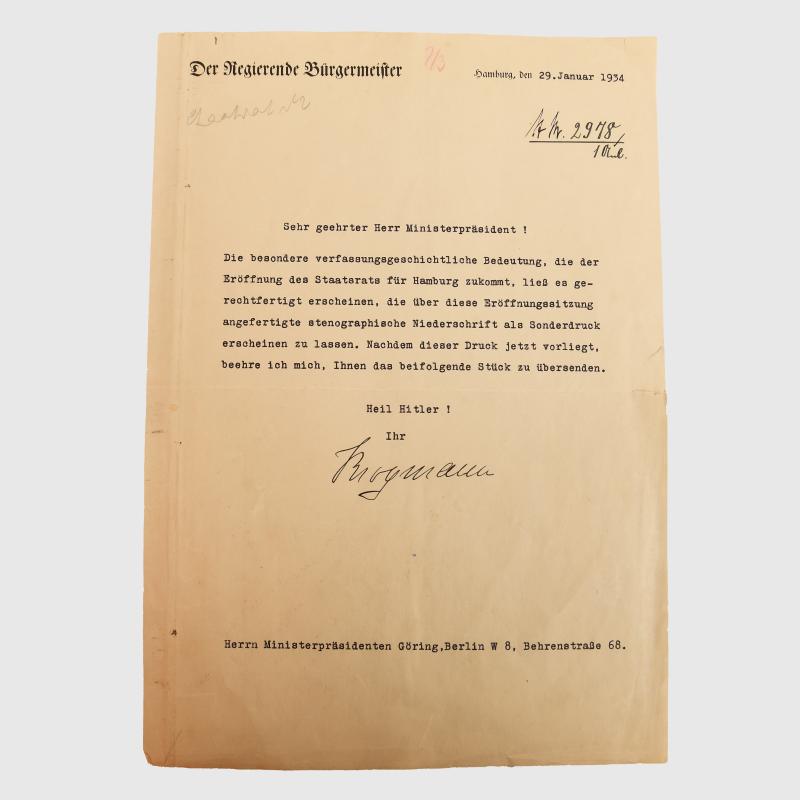 Der Regierende Bürgermeister
7/3
Hamburg, den 29.Januar 1934
2978/
Sehr geehrter Herr Ministerpräsident !
Die besondere verfassungsgeschichtliche Bedeutung, die der
Eröffnung des Staatsrats für Hamburg zukommt, ließ es ge-
rechtfertigt erscheinen, die über diese Eröffnungssitzung
angefertigte stenographische Niederschrift als Sonderdruck
erscheinen zu lassen. Nachdem dieser Druck jetzt vorliegt,
beehre ich mich, Ihnen das beifolgende Stück zu übersenden.
Heil Hitler !
Ihr
Krogmann
Herrn Ministerpräsidenten Göring,Berlin W 8, Behrenstraße 68.